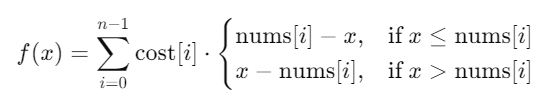 f(x) = \sum_{i=0}^{n-1} \text{cost}[i] \cdot \begin{cases} \text{nums}[i] - x, & \text{if } x \leq \text{nums}[i] \\ x - \text{nums}[i], & \text{if } x > \text{nums}[i] \end{cases}